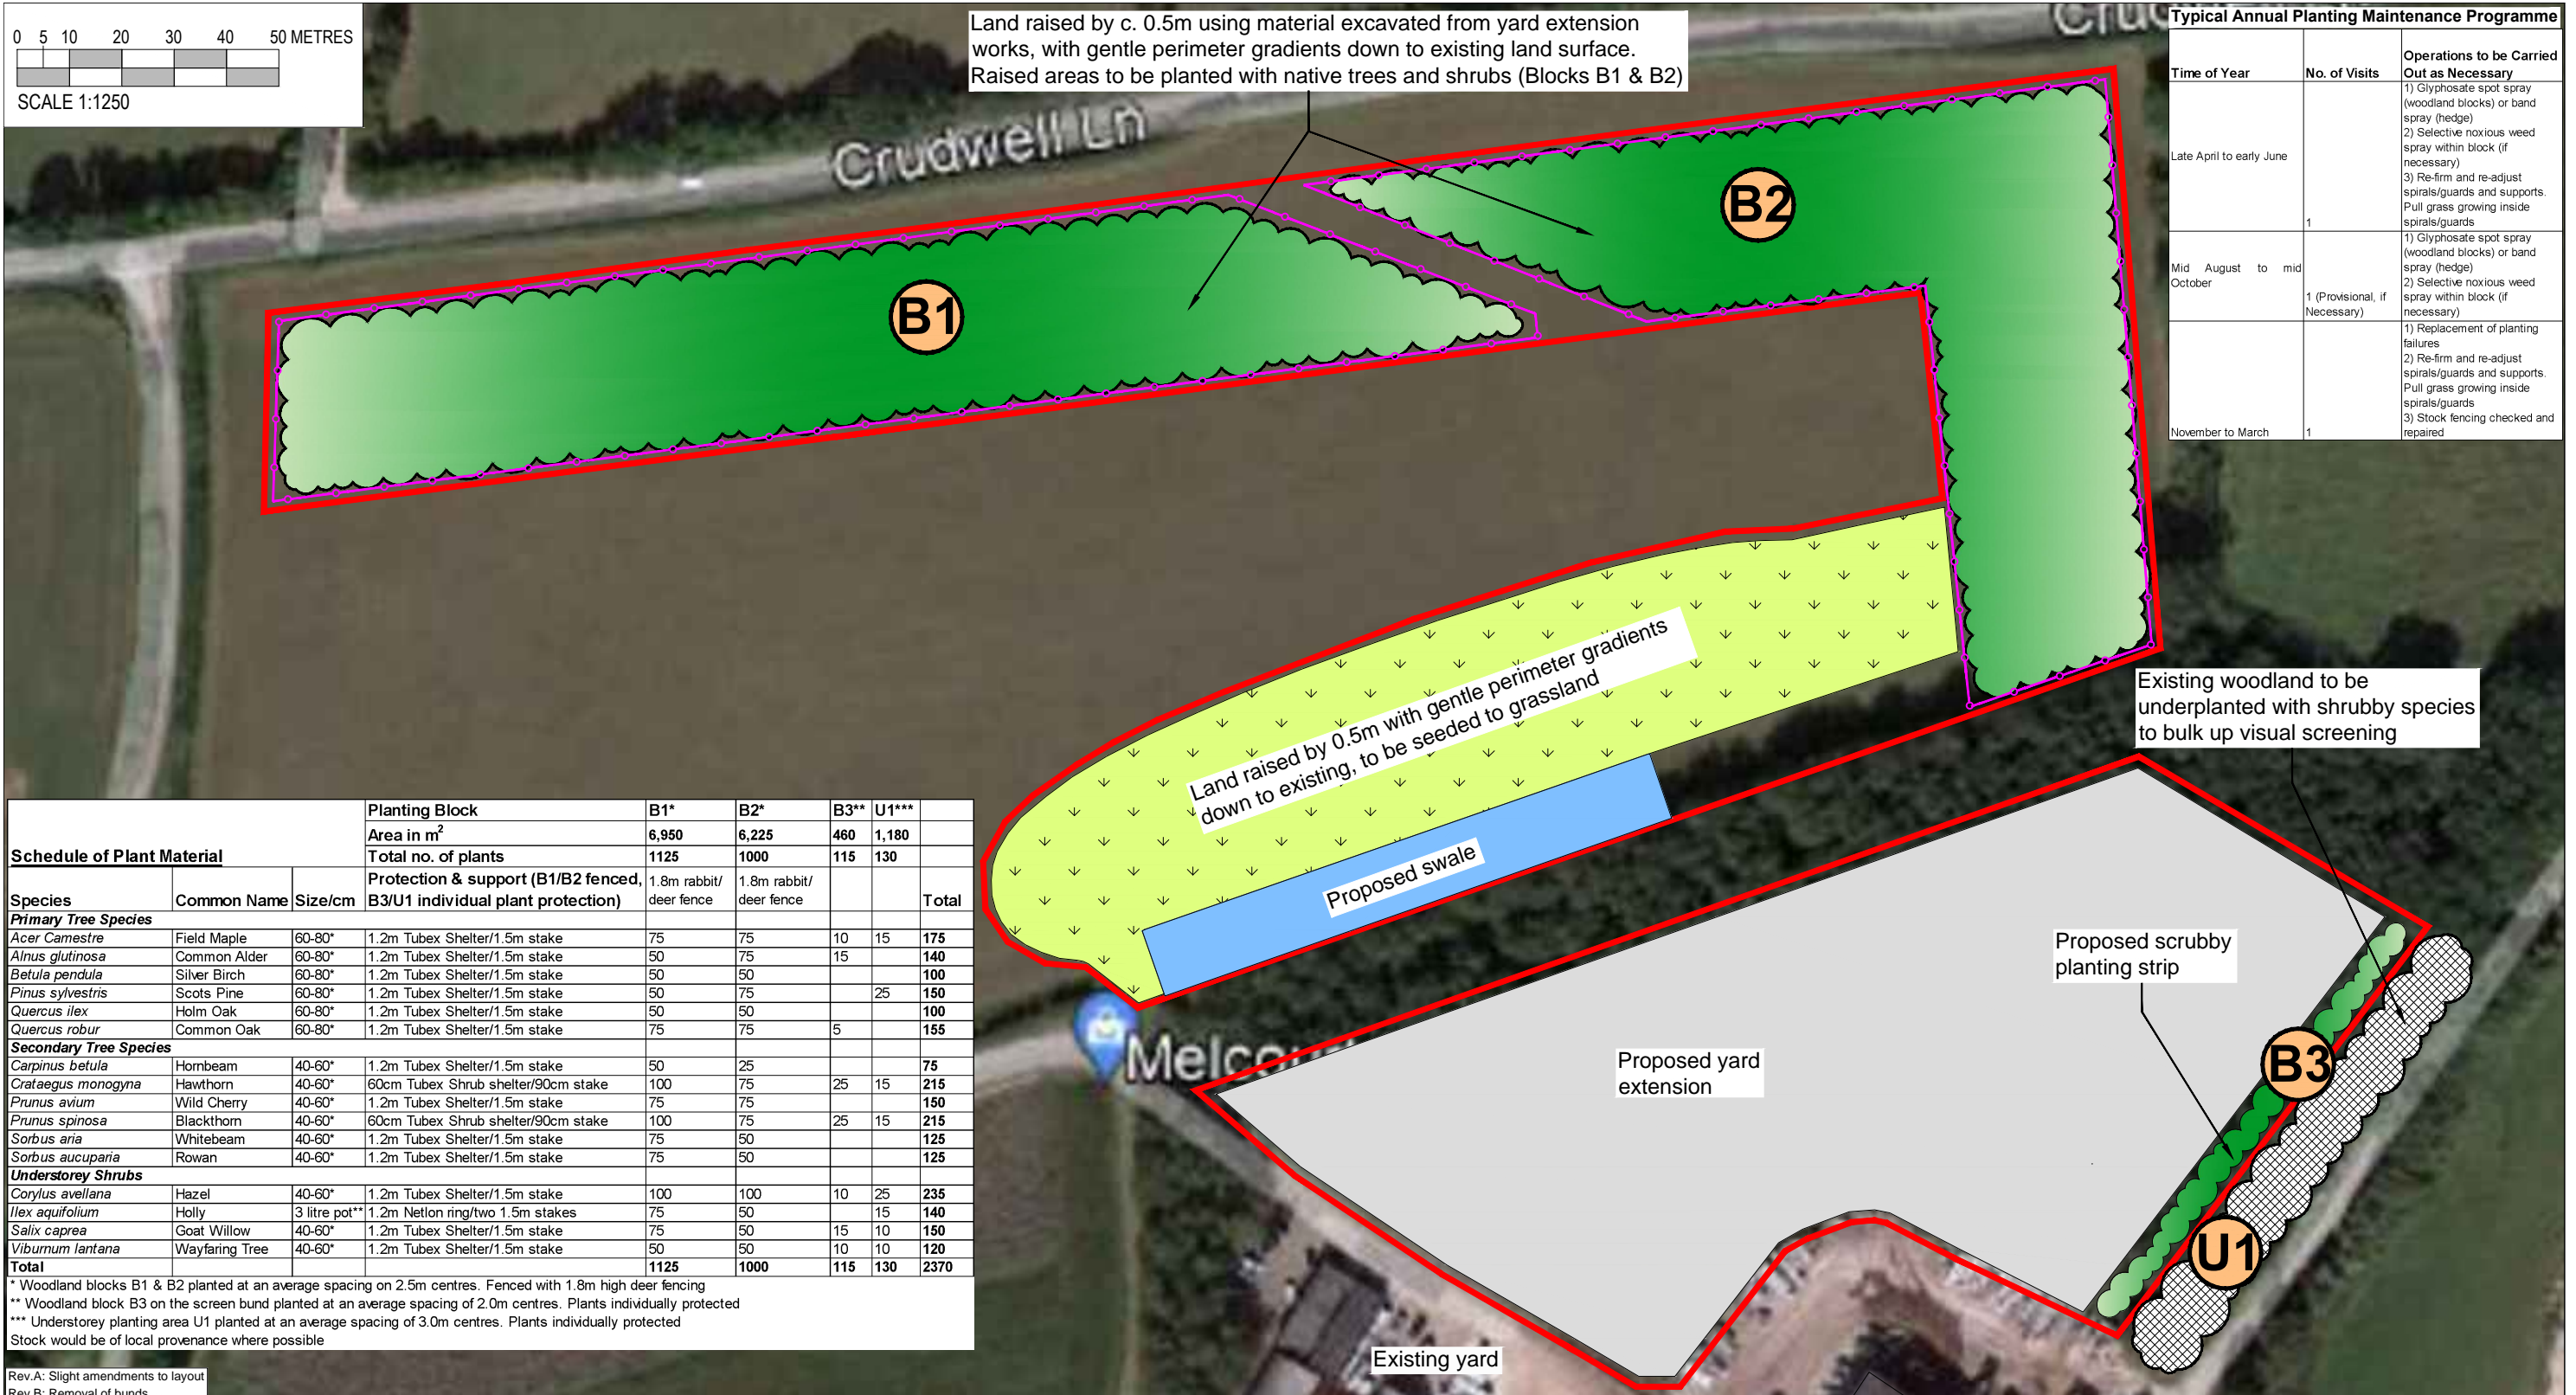 0 5 10 20 30 40 50 METRES
SCALE 1:1250
Land raised by c. 0.5m using material excavated from yard extension
works, with gentle perimeter gradients down to existing land surface.
Raised areas to be planted with native trees and shrubs (Blocks B1 & B2)
Crudwell Ln
B1
B2
Typical Annual Planting Maintenance Programme
Time of Year No. of Visits Operations to be Carried
Out as Necessary
Late April to early June 1
1) Glyphosate spot spray
(woodland blocks) or band
spray (hedge)
2) Selective noxious weed
spray within block (if
necessary)
3) Re-firm and re-adjust
spirals/guards and supports.
Pull grass growing inside
spirals/guards
Mid August to mid
October
1 (Provisional, if
Necessary)
1) Glyphosate spot spray
(woodland blocks) or band
spray (hedge)
2) Selective noxious weed
spray within block (if
necessary)
November to March 1
1) Replacement of planting
failures
2) Re-firm and re-adjust
spirals/guards and supports.
Pull grass growing inside
spirals/guards
3) Stock fencing checked and
repaired
Land raised by 0.5m with gentle perimeter gradients
down to existing, to be seeded to grassland
Proposed swale
Existing woodland to be
underplanted with shrubby species
to bulk up visual screening
Proposed scrubby
planting strip
Proposed yard
extension
B3
U1
Existing yard
Schedule of Plant Material
Planting Block B1* B2* B3** U1***
Area in m2 6,950 6,225 460 1,180
Total no. of plants 1125 1000 115 130
Species Common Name Size/cm Protection & support (B1/B2 fenced,
B3/U1 individual plant protection) 1.8m rabbit/
deer fence 1.8m rabbit/
deer fence Total
Primary Tree Species
Acer Camestre Field Maple 60-80* 1.2m Tubex Shelter/1.5m stake 75 75 10 15 175
Alnus glutinosa Common Alder 60-80* 1.2m Tubex Shelter/1.5m stake 50 75 15 140
Betula pendula Silver Birch 60-80* 1.2m Tubex Shelter/1.5m stake 50 50 100
Pinus sylvestris Scots Pine 60-80* 1.2m Tubex Shelter/1.5m stake 50 75 25 150
Quercus ilex Holm Oak 60-80* 1.2m Tubex Shelter/1.5m stake 50 50 100
Quercus robur Common Oak 60-80* 1.2m Tubex Shelter/1.5m stake 75 75 5 155
Secondary Tree Species
Carpinus betula Hornbeam 40-60* 1.2m Tubex Shelter/1.5m stake 50 25 75
Crataegus monogyna Hawthorn 40-60* 60cm Tubex Shrub shelter/90cm stake 100 75 25 15 215
Prunus avium Wild Cherry 40-60* 1.2m Tubex Shelter/1.5m stake 75 75 150
Prunus spinosa Blackthorn 40-60* 60cm Tubex Shrub shelter/90cm stake 100 75 25 15 215
Sorbus aria Whitebeam 40-60* 1.2m Tubex Shelter/1.5m stake 75 50 125
Sorbus aucuparia Rowan 40-60* 1.2m Tubex Shelter/1.5m stake 75 50 125
Understorey Shrubs
Corylus avellana Hazel 40-60* 1.2m Tubex Shelter/1.5m stake 100 100 10 25 235
Ilex aquifolium Holly 3 litre pot** 1.2m Netlon ring/two 1.5m stakes 75 50 15 140
Salix caprea Goat Willow 40-60* 1.2m Tubex Shelter/1.5m stake 75 50 15 10 150
Viburnum lantana Wayfaring Tree 40-60* 1.2m Tubex Shelter/1.5m stake 50 50 10 10 120
Total 1125 1000 115 130 2370
* Woodland blocks B1 & B2 planted at an average spacing on 2.5m centres. Fenced with 1.8m high deer fencing
** Woodland block B3 on the screen bund planted at an average spacing of 2.0m centres. Plants individually protected
*** Understorey planting area U1 planted at an average spacing of 3.0m centres. Plants individually protected
Stock would be of local provenance where possible
Rev.A: Slight amendments to layout
Rev.B: Removal of bunds